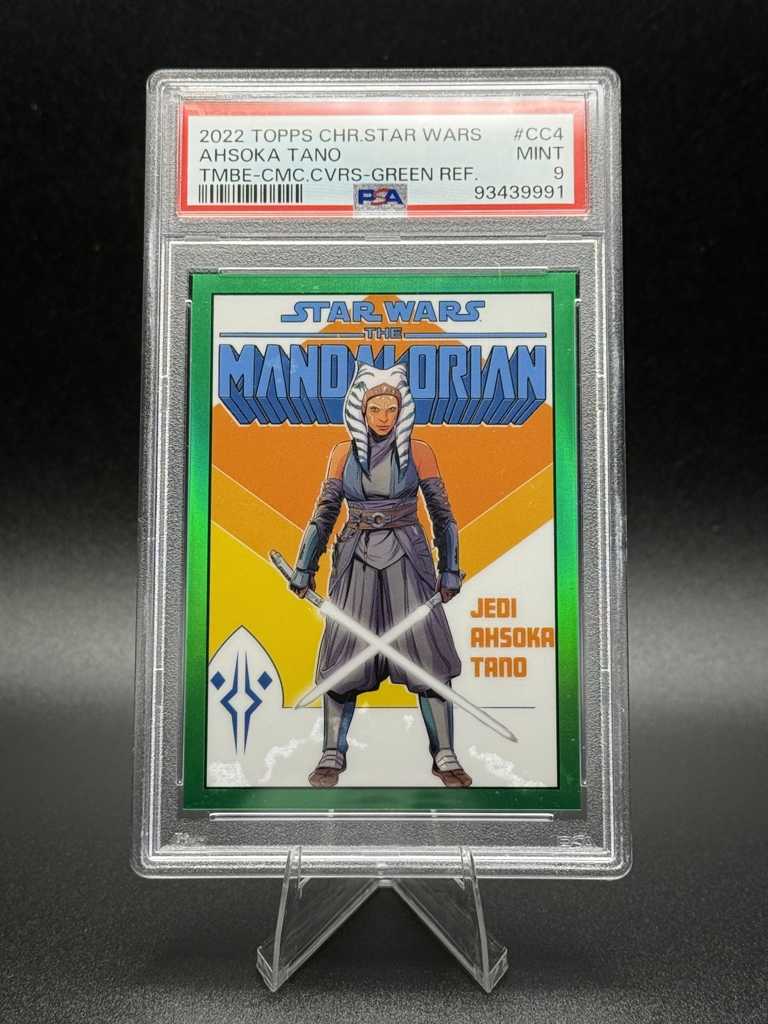 2022 TOPPS CHR.STAR WARS #CC4
AHSOKA TANO MINT
TMBE-CMC.CVRS-GREEN REF. 9
PSA 93439991
STAR WARS
THE
MANDALORIAN
JEDI
AHSOKA
TANO